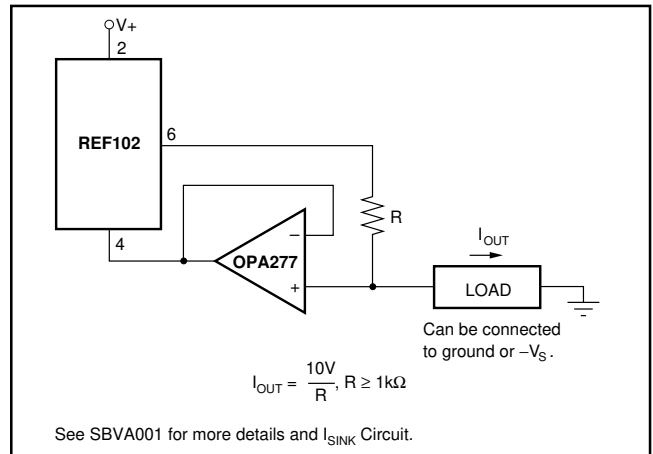 V+
2
REF102
6
R
4
–
OPA277
+
I_OUT
LOAD
Can be connected
to ground or –V_S.
I_OUT = 10V/R, R ≥ 1kΩ
See SBVA001 for more details and I_SINK Circuit.